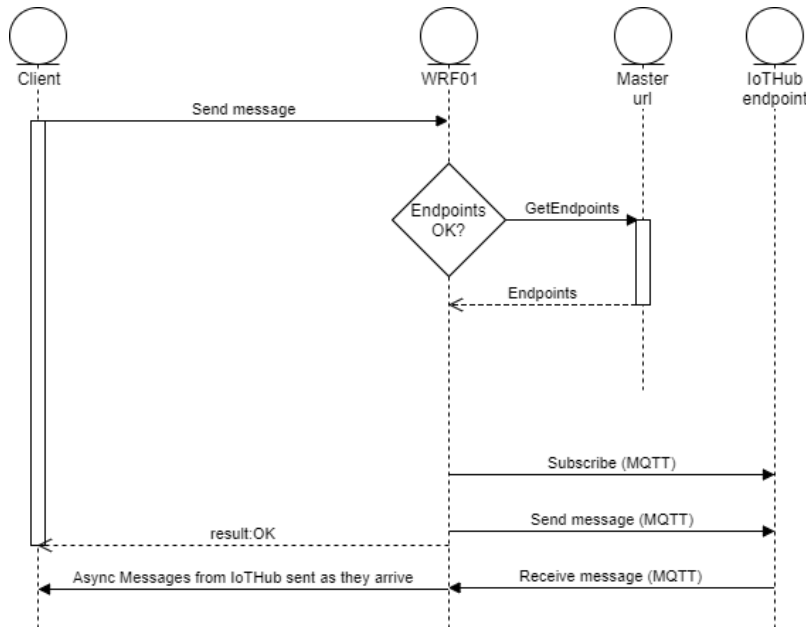 Client
WRF01
Master
url
IoTHub
endpoint
Send message
Endpoints
OK?
GetEndpoints
Endpoints
Subscribe (MQTT)
Send message (MQTT)
result:OK
Async Messages from IoTHub sent as they arrive
Receive message (MQTT)